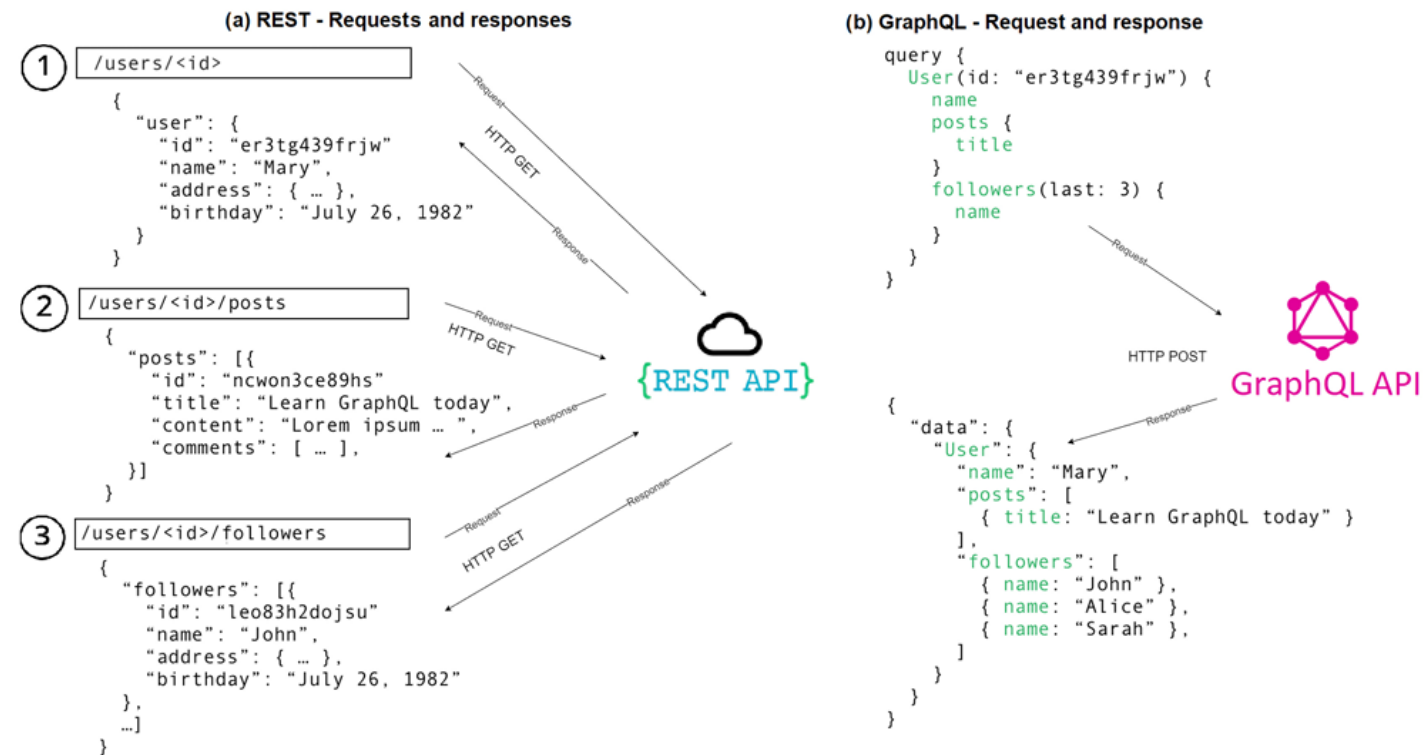 (a) REST - Requests and responses
1
/users/<id>
{
“user”: {
“id”: “er3tg439frjw”
“name”: “Mary”,
“address”: { … },
“birthday”: “July 26, 1982”
}
}
Request
HTTP GET
Response
2
/users/<id>/posts
{
“posts”: [{
“id”: “ncwon3ce89hs”
“title”: “Learn GraphQL today”,
“content”: “Lorem ipsum … ”,
“comments”: [ … ],
}]
}
Request
HTTP GET
Response
3
/users/<id>/followers
{
“followers”: [{
“id”: “leo83h2dojsu”
“name”: “John”,
“address”: { … },
“birthday”: “July 26, 1982”
},
…]
}
Request
HTTP GET
Response
{REST API}
(b) GraphQL - Request and response
query {
User(id: “er3tg439frjw”) {
name
posts {
title
}
followers(last: 3) {
name
}
}
}
Request
HTTP POST
GraphQL API
Response
{
“data”: {
“User”: {
“name”: “Mary”,
“posts”: [
{ title: “Learn GraphQL today” }
],
“followers”: [
{ name: “John” },
{ name: “Alice” },
{ name: “Sarah” },
]
}
}
}